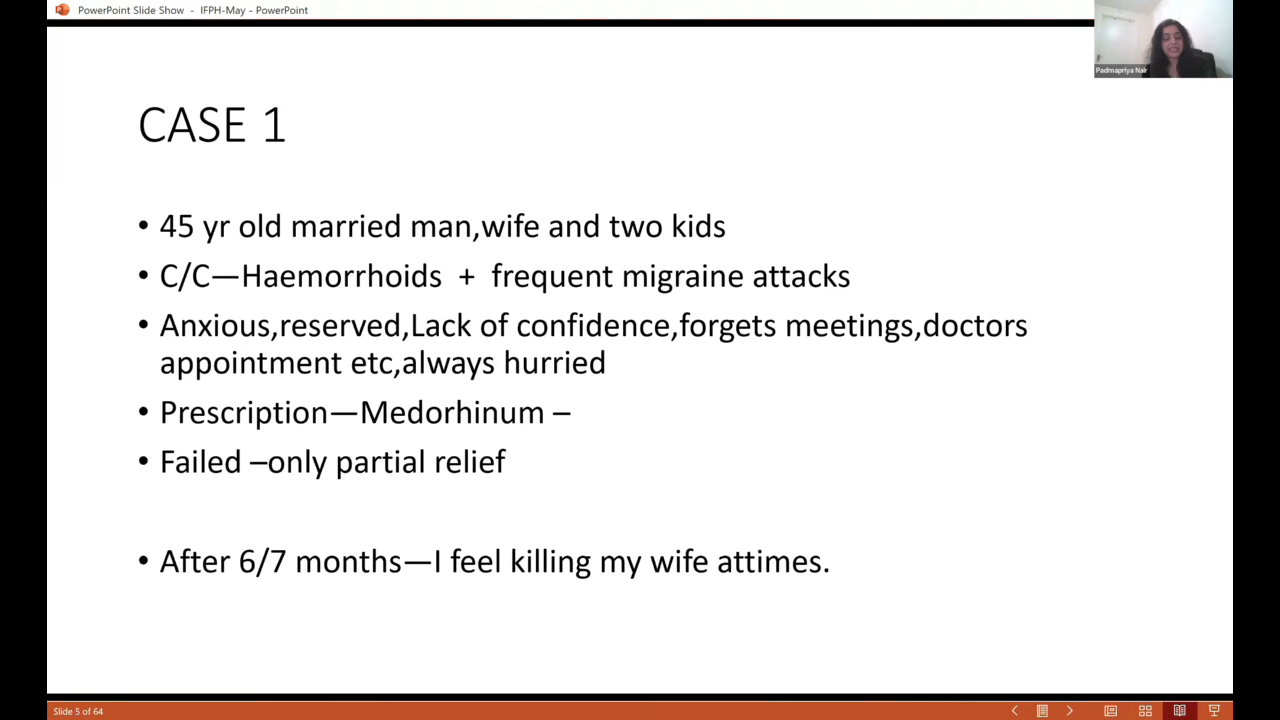 PowerPoint Slide Show - IFPH-May - PowerPoint
Padmapriya Nair
CASE 1
• 45 yr old married man,wife and two kids
• C/C—Haemorrhoids + frequent migraine attacks
• Anxious,reserved,Lack of confidence,forgets meetings,doctors
appointment etc,always hurried
• Prescription—Medorhinum –
• Failed –only partial relief
• After 6/7 months—I feel killing my wife attimes.
Slide 5 of 64